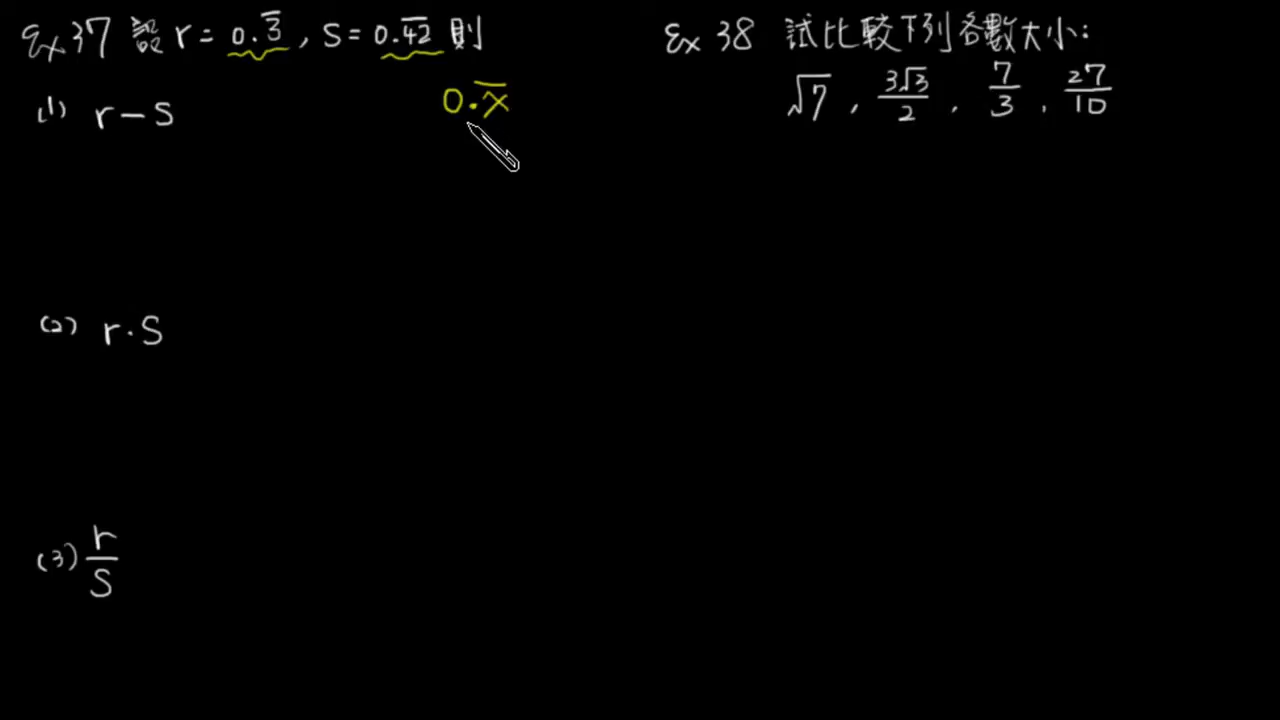 Ex 37 設 r = 0.3̅ , S = 0.4̅2̅ 則
0.x̅
(1) r - S
(2) r · S
(3) r/S
Ex 38 試比較下列各數大小:
√7 , 3√3/2 , 7/3 , 27/10